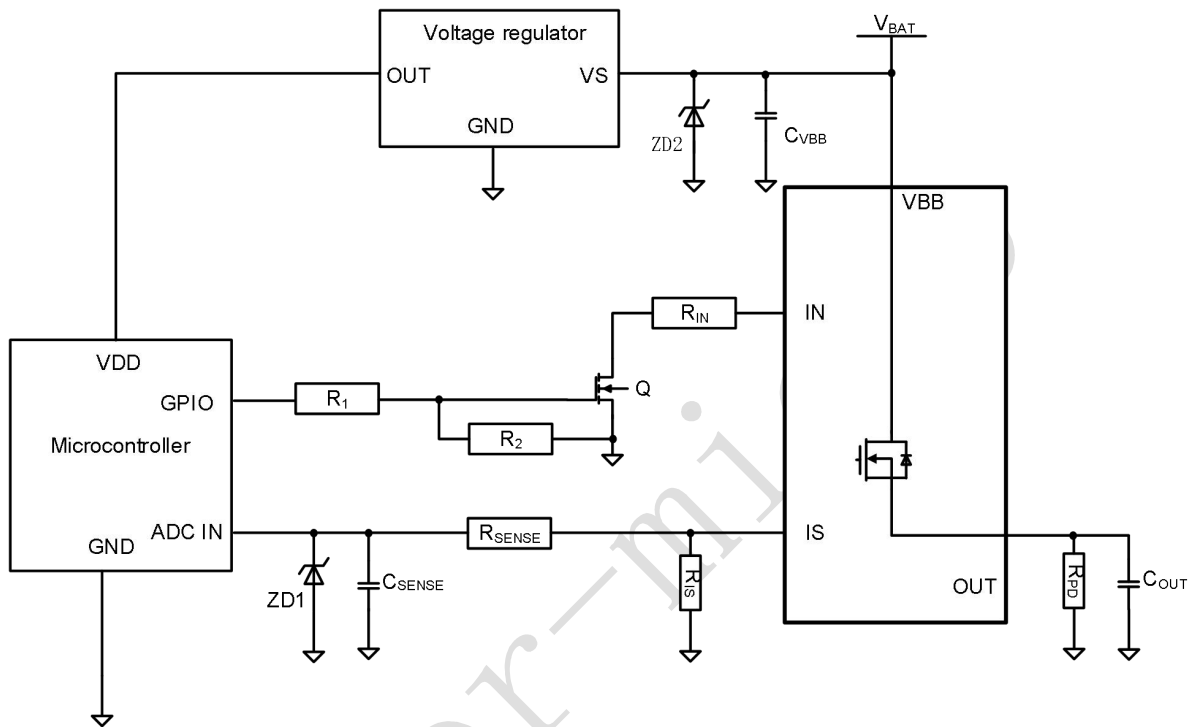 Voltage regulator
V_BAT
OUT
VS
GND
ZD2
C_VBB
VBB
R_IN
IN
VDD
GPIO
R_1
Q
Microcontroller
R_2
ADC IN
R_SENSE
IS
GND
ZD1
C_SENSE
R_IS
OUT
R_PD
C_OUT